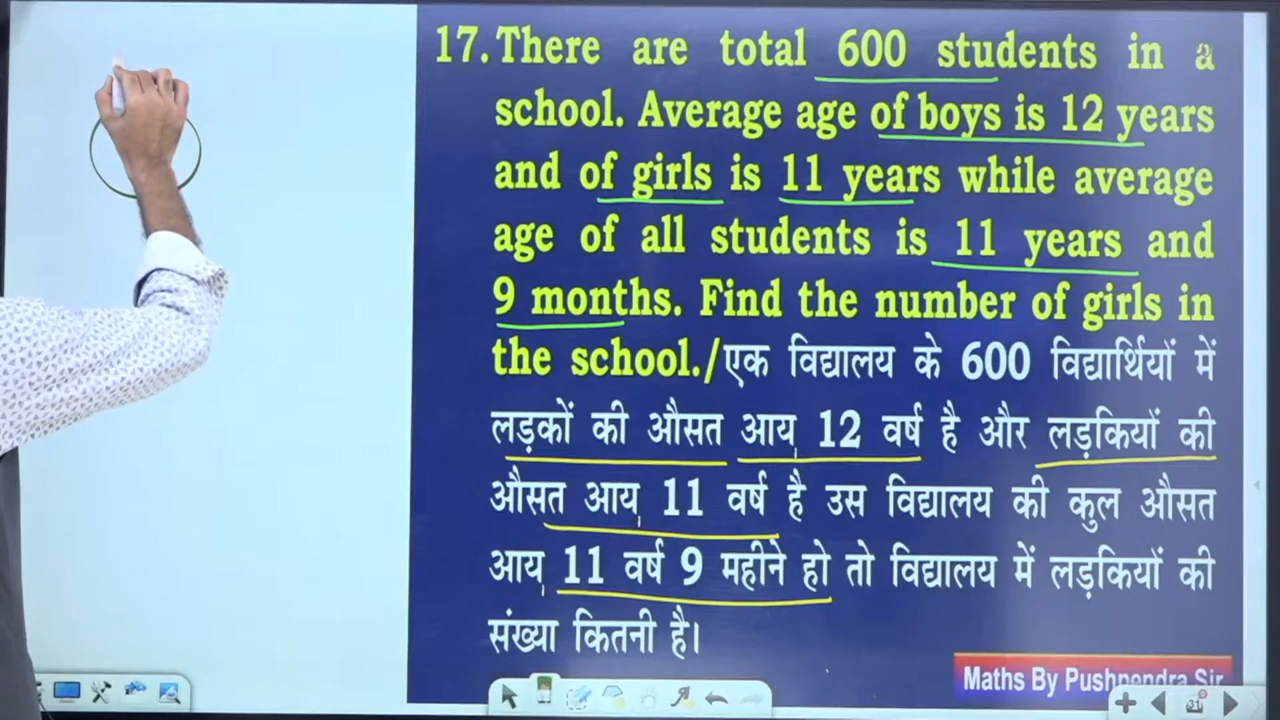 17. There are total 600 students in a
school. Average age of boys is 12 years
and of girls is 11 years while average
age of all students is 11 years and
9 months. Find the number of girls in
the school./एक विद्यालय के 600 विद्यार्थियों में
लड़कों की औसत आयु 12 वर्ष है और लड़कियों की
औसत आयु 11 वर्ष है उस विद्यालय की कुल औसत
आयु 11 वर्ष 9 महीने हो तो विद्यालय में लड़कियों की
संख्या कितनी है।
Maths By Pushpendra Sir